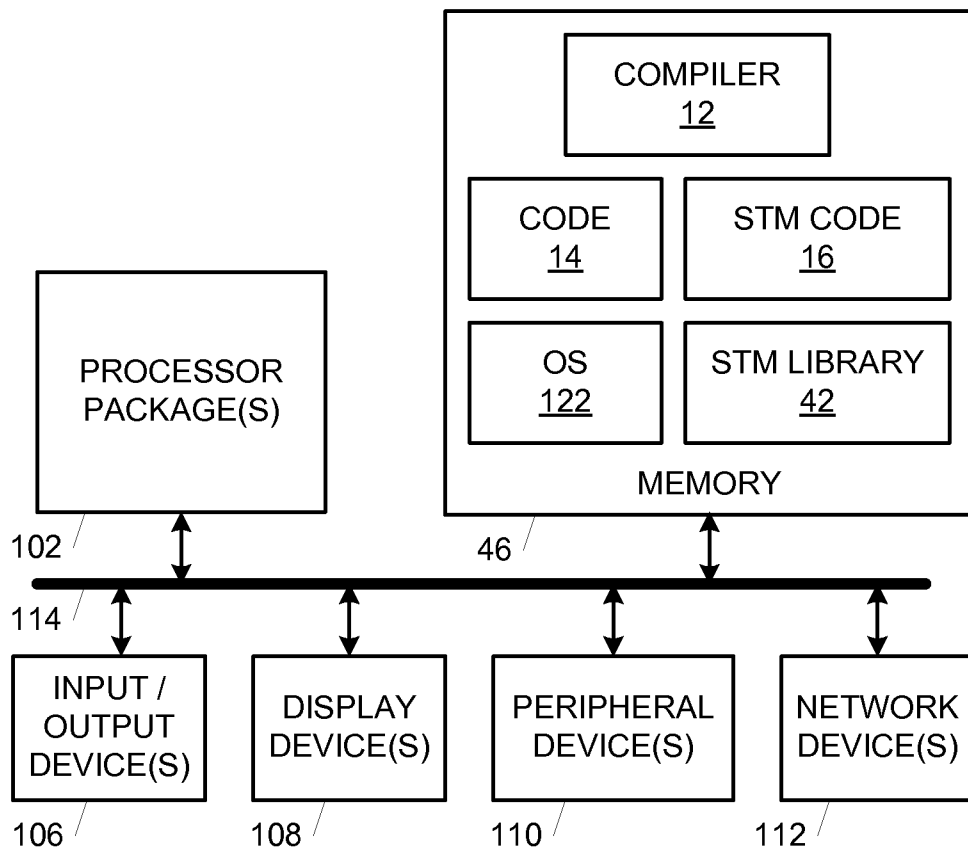 COMPILER
12
CODE
14
STM CODE
16
PROCESSOR
PACKAGE(S)
OS
122
STM LIBRARY
42
MEMORY
102
46
114
INPUT /
OUTPUT
DEVICE(S)
DISPLAY
DEVICE(S)
PERIPHERAL
DEVICE(S)
NETWORK
DEVICE(S)
106
108
110
112